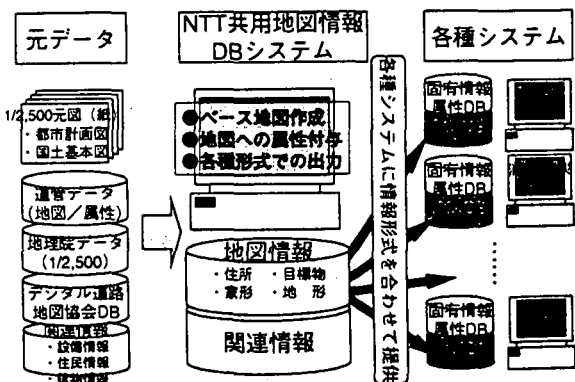 元データ
1/2,500元図（紙）
・都市計画図
・国土基本図
道管データ
(地図／属性)
地理院データ
(1/2,500)
デジタル道路
地図協会DB
関連情報
・設備情報
・住民情報
・建物情報
NTT共用地図情報
DBシステム
●ベース地図作成
●地図への属性付与
●各種形式での出力
地図情報
・住所 ・目標物
・家形 ・地 形
関連情報
各種システムに情報形式を合わせて提供
各種システム
固有情報
属性DB
固有情報
属性DB
固有情報
属性DB